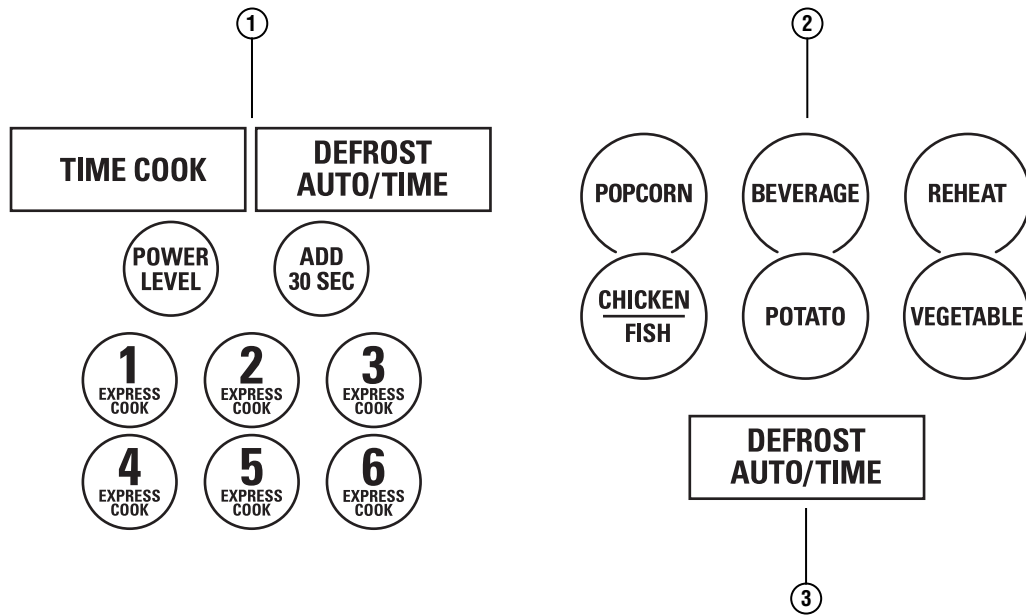 1
TIME COOK
DEFROST
AUTO/TIME
POWER
LEVEL
ADD
30 SEC
1
EXPRESS
COOK
2
EXPRESS
COOK
3
EXPRESS
COOK
4
EXPRESS
COOK
5
EXPRESS
COOK
6
EXPRESS
COOK
2
POPCORN
BEVERAGE
REHEAT
CHICKEN
FISH
POTATO
VEGETABLE
DEFROST
AUTO/TIME
3